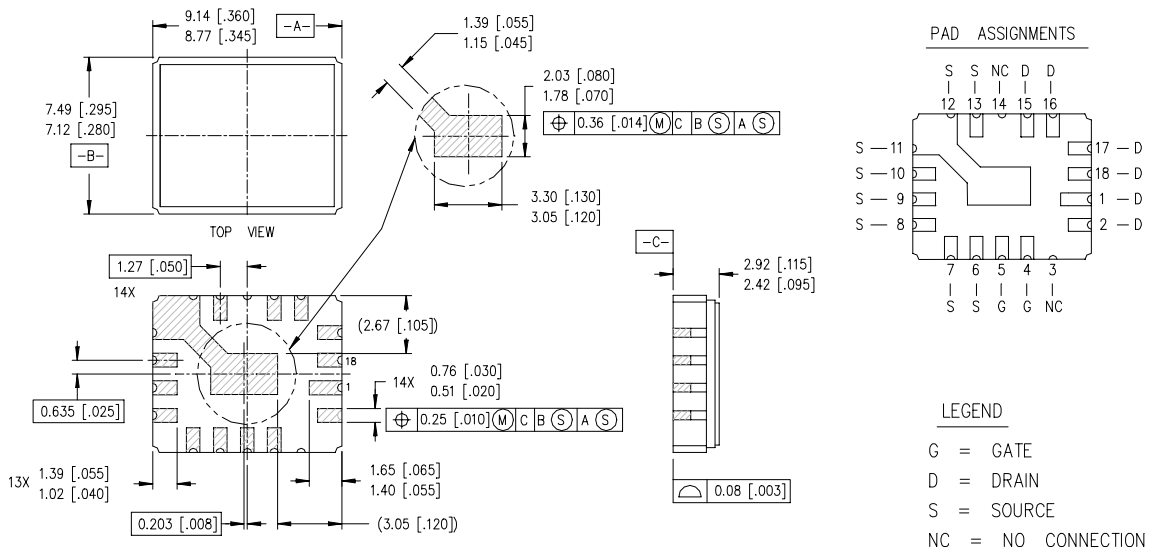 9.14 [.360]
8.77 [.345]
-A-
7.49 [.295]
7.12 [.280]
-B-
TOP VIEW
1.39 [.055]
1.15 [.045]
2.03 [.080]
1.78 [.070]
0.36 [.014] M C B S A S
3.30 [.130]
3.05 [.120]
PAD ASSIGNMENTS
S S NC D D
12 13 14 15 16
S 11
S 10
S 9
S 8
17 D
18 D
1 D
2 D
7 6 5 4 3
S S G G NC
1.27 [.050]
14X
(2.67 [.105])
18
1
0.635 [.025]
14X
0.76 [.030]
0.51 [.020]
0.25 [.010] M C B S A S
13X
1.39 [.055]
1.02 [.040]
1.65 [.065]
1.40 [.055]
0.203 [.008]
(3.05 [.120])
-C-
2.92 [.115]
2.42 [.095]
0.08 [.003]
LEGEND
G = GATE
D = DRAIN
S = SOURCE
NC = NO CONNECTION